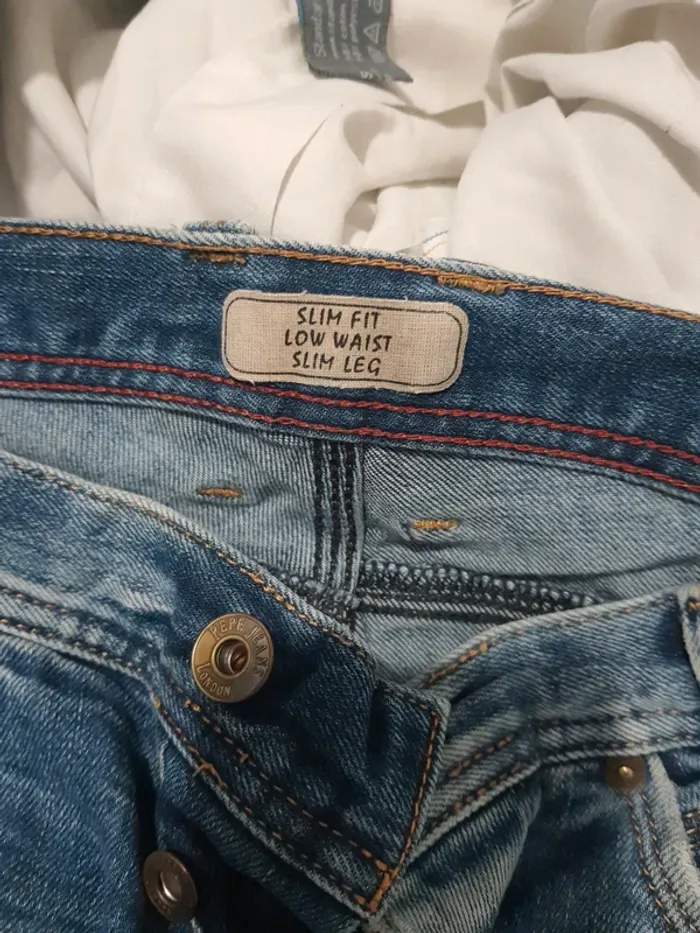 SLIM FIT
LOW WAIST
SLIM LEG
PEPE JEANS
LONDON